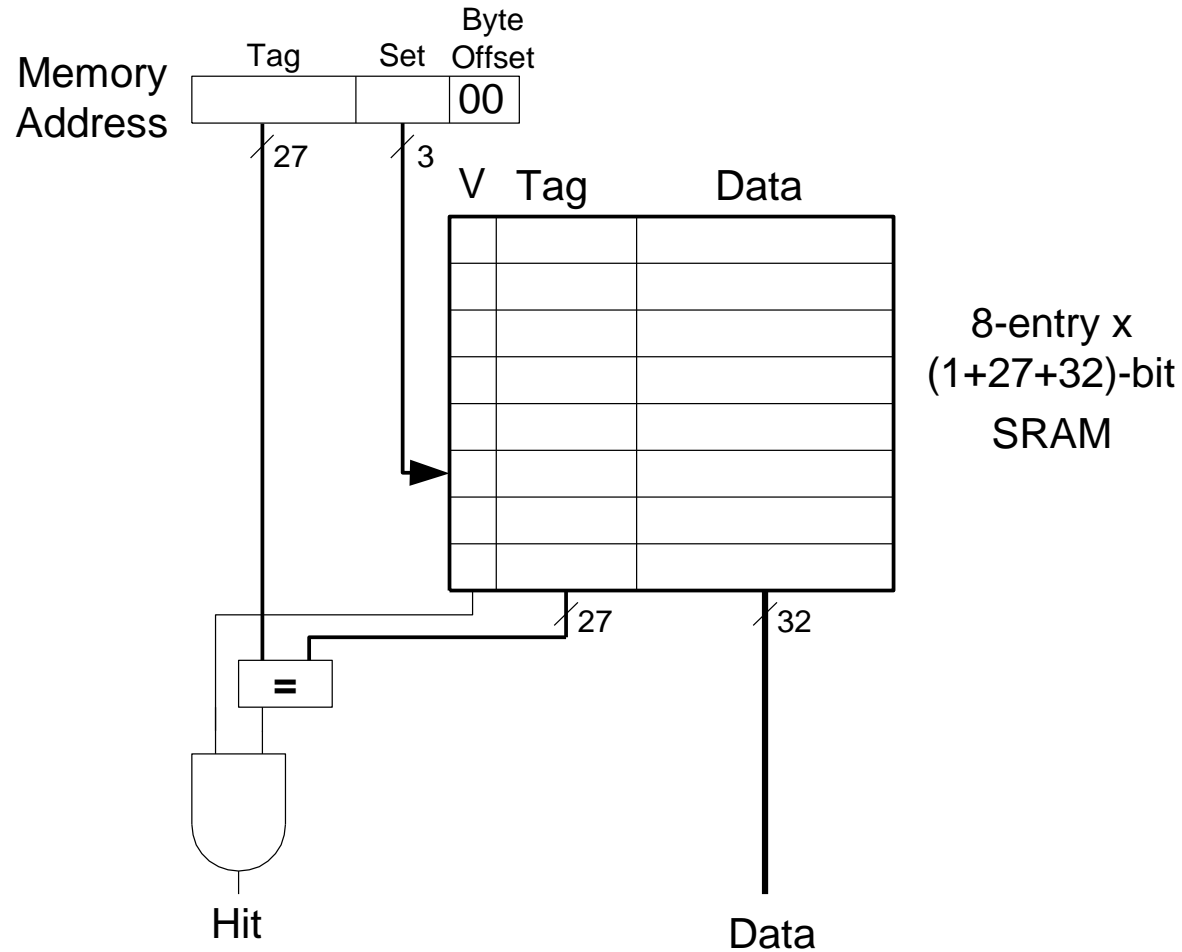 Memory
Address
Tag
Set
Byte
Offset
00
27
3
V
Tag
Data
8-entry x
(1+27+32)-bit
SRAM
27
32
=
Hit
Data